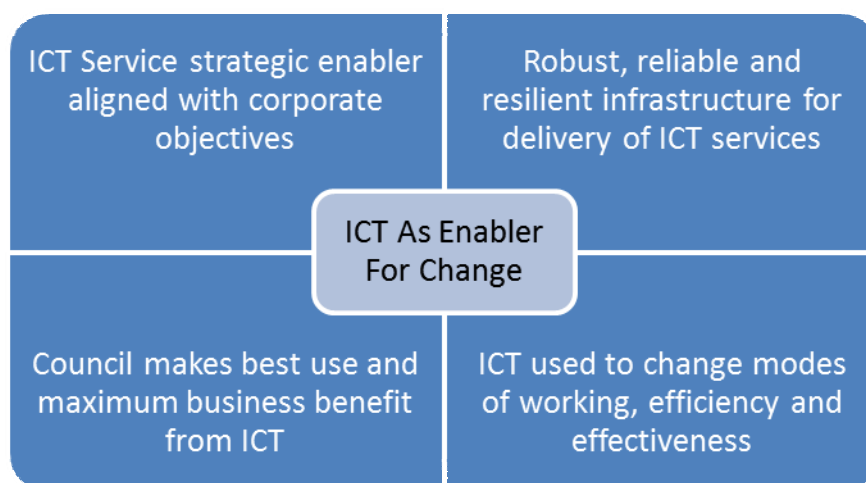 ICT Service strategic enabler
aligned with corporate
objectives
Robust, reliable and
resilient infrastructure for
delivery of ICT services
ICT As Enabler
For Change
Council makes best use and
maximum business benefit
from ICT
ICT used to change modes
of working, efficiency and
effectiveness